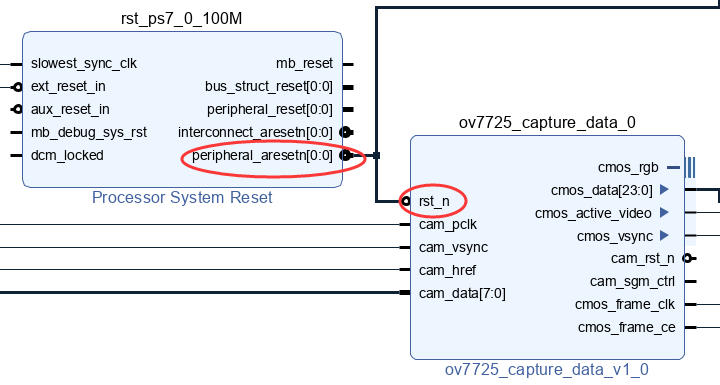 rst_ps7_0_100M
slowest_sync_clk
mb_reset
ext_reset_in
bus_struct_reset[0:0]
aux_reset_in
peripheral_reset[0:0]
mb_debug_sys_rst
interconnect_aresetn[0:0]
dcm_locked
peripheral_aresetn[0:0]
Processor System Reset
ov7725_capture_data_0
cmos_rgb
cmos_data[23:0]
rst_n
cmos_active_video
cam_pclk
cmos_vsync
cam_vsync
cam_rst_n
cam_href
cam_sgm_ctrl
cam_data[7:0]
cmos_frame_clk
cmos_frame_ce
ov7725_capture_data_v1_0